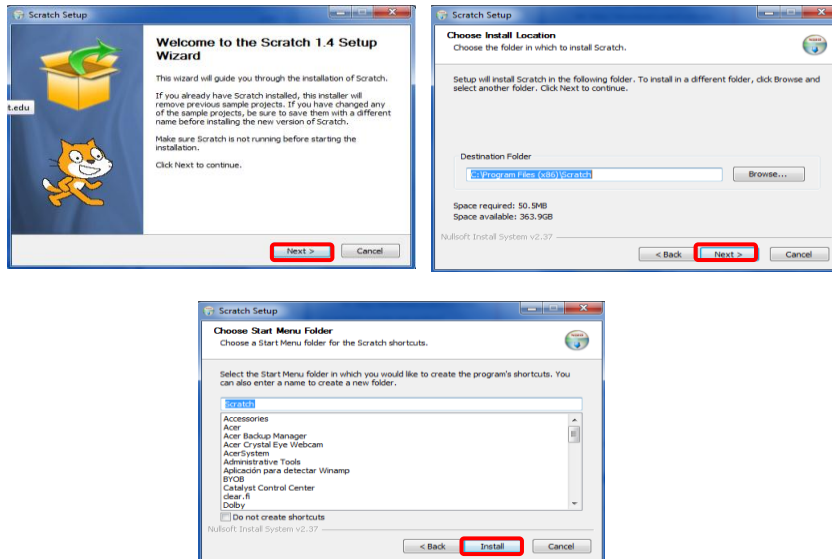 Scratch Setup
Welcome to the Scratch 1.4 Setup
Wizard
This wizard will guide you through the installation of Scratch.
If you already have Scratch installed, this installer will
remove previous sample projects. If you have changed any
of the sample projects, be sure to save them with a different
name before installing the new version of Scratch.
Make sure Scratch is not running before starting the
installation.
Click Next to continue.
t.edu
Next >
Cancel
Scratch Setup
Choose Install Location
Choose the folder in which to install Scratch.
Setup will install Scratch in the following folder. To install in a different folder, click Browse and
select another folder. Click Next to continue.
Destination Folder
C:\Program Files (x86)\Scratch
Browse...
Space required: 50.5MB
Space available: 363.9GB
Nullsoft Install System v2.37
< Back
Next >
Cancel
Scratch Setup
Choose Start Menu Folder
Choose a Start Menu folder for the Scratch shortcuts.
Select the Start Menu folder in which you would like to create the program's shortcuts. You
can also enter a name to create a new folder.
Scratch
Accessories
Acer
Acer Backup Manager
Acer Crystal Eye Webcam
AcerSystem
Administrative Tools
Aplicación para detectar Winamp
BYOB
Catalyst Control Center
clear.fi
Dolby
Do not create shortcuts
Nullsoft Install System v2.37
< Back
Install
Cancel